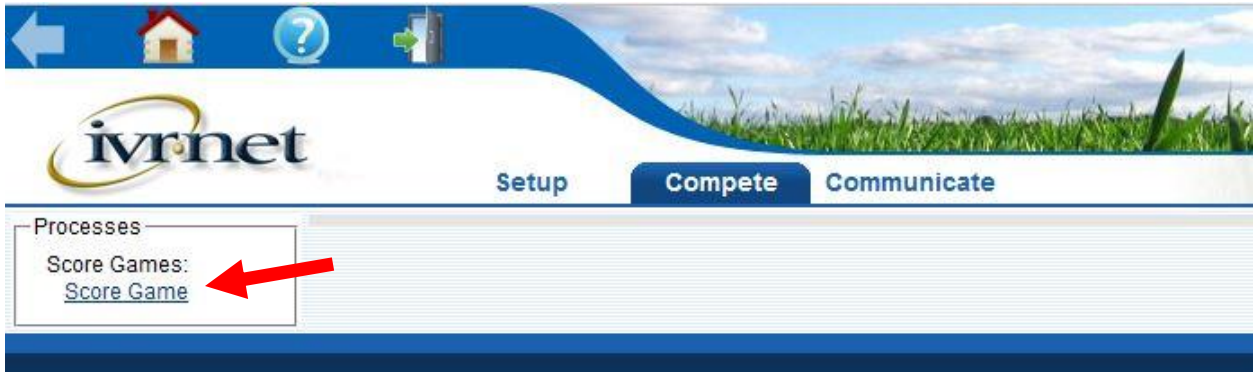 ?
ivrnet
Setup Compete Communicate
Processes
Score Games:
Score Game